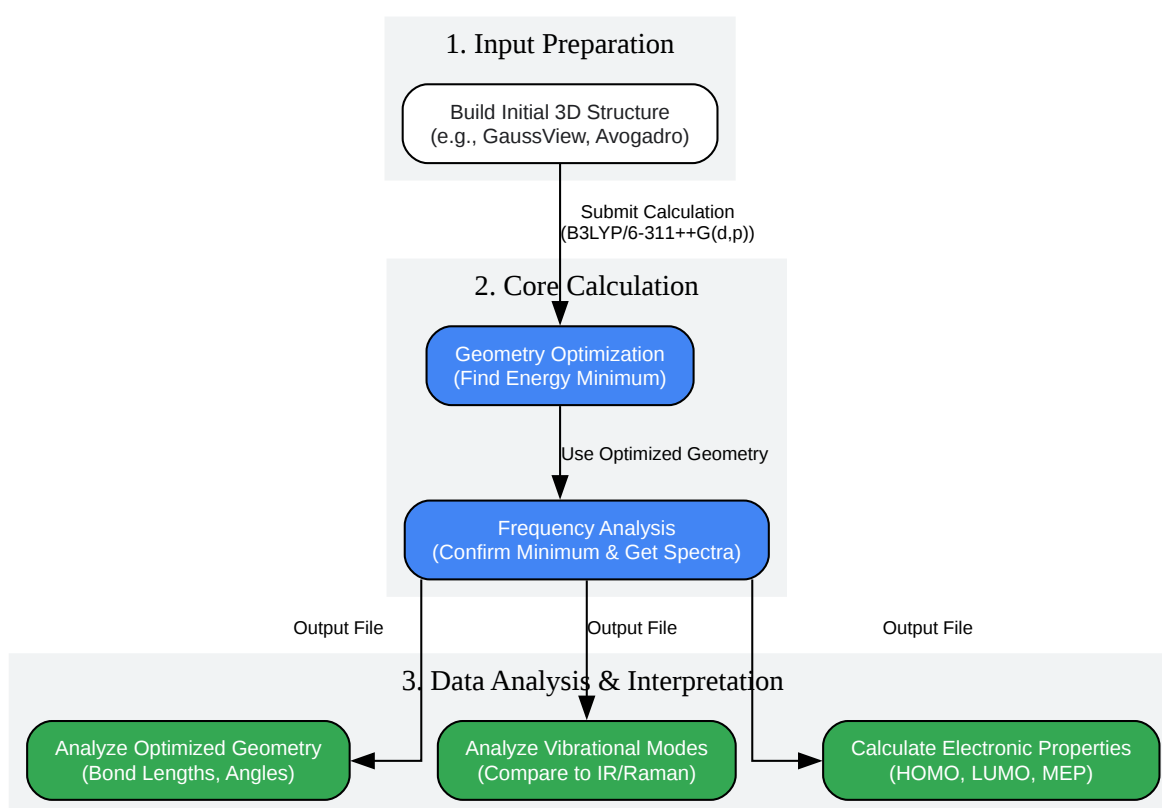 1. Input Preparation
Build Initial 3D Structure
(e.g., GaussView, Avogadro)
Submit Calculation
(B3LYP/6-311++G(d,p))
2. Core Calculation
Geometry Optimization
(Find Energy Minimum)
Use Optimized Geometry
Frequency Analysis
(Confirm Minimum & Get Spectra)
Output File
Output File
Output File
3. Data Analysis & Interpretation
Analyze Optimized Geometry
(Bond Lengths, Angles)
Analyze Vibrational Modes
(Compare to IR/Raman)
Calculate Electronic Properties
(HOMO, LUMO, MEP)